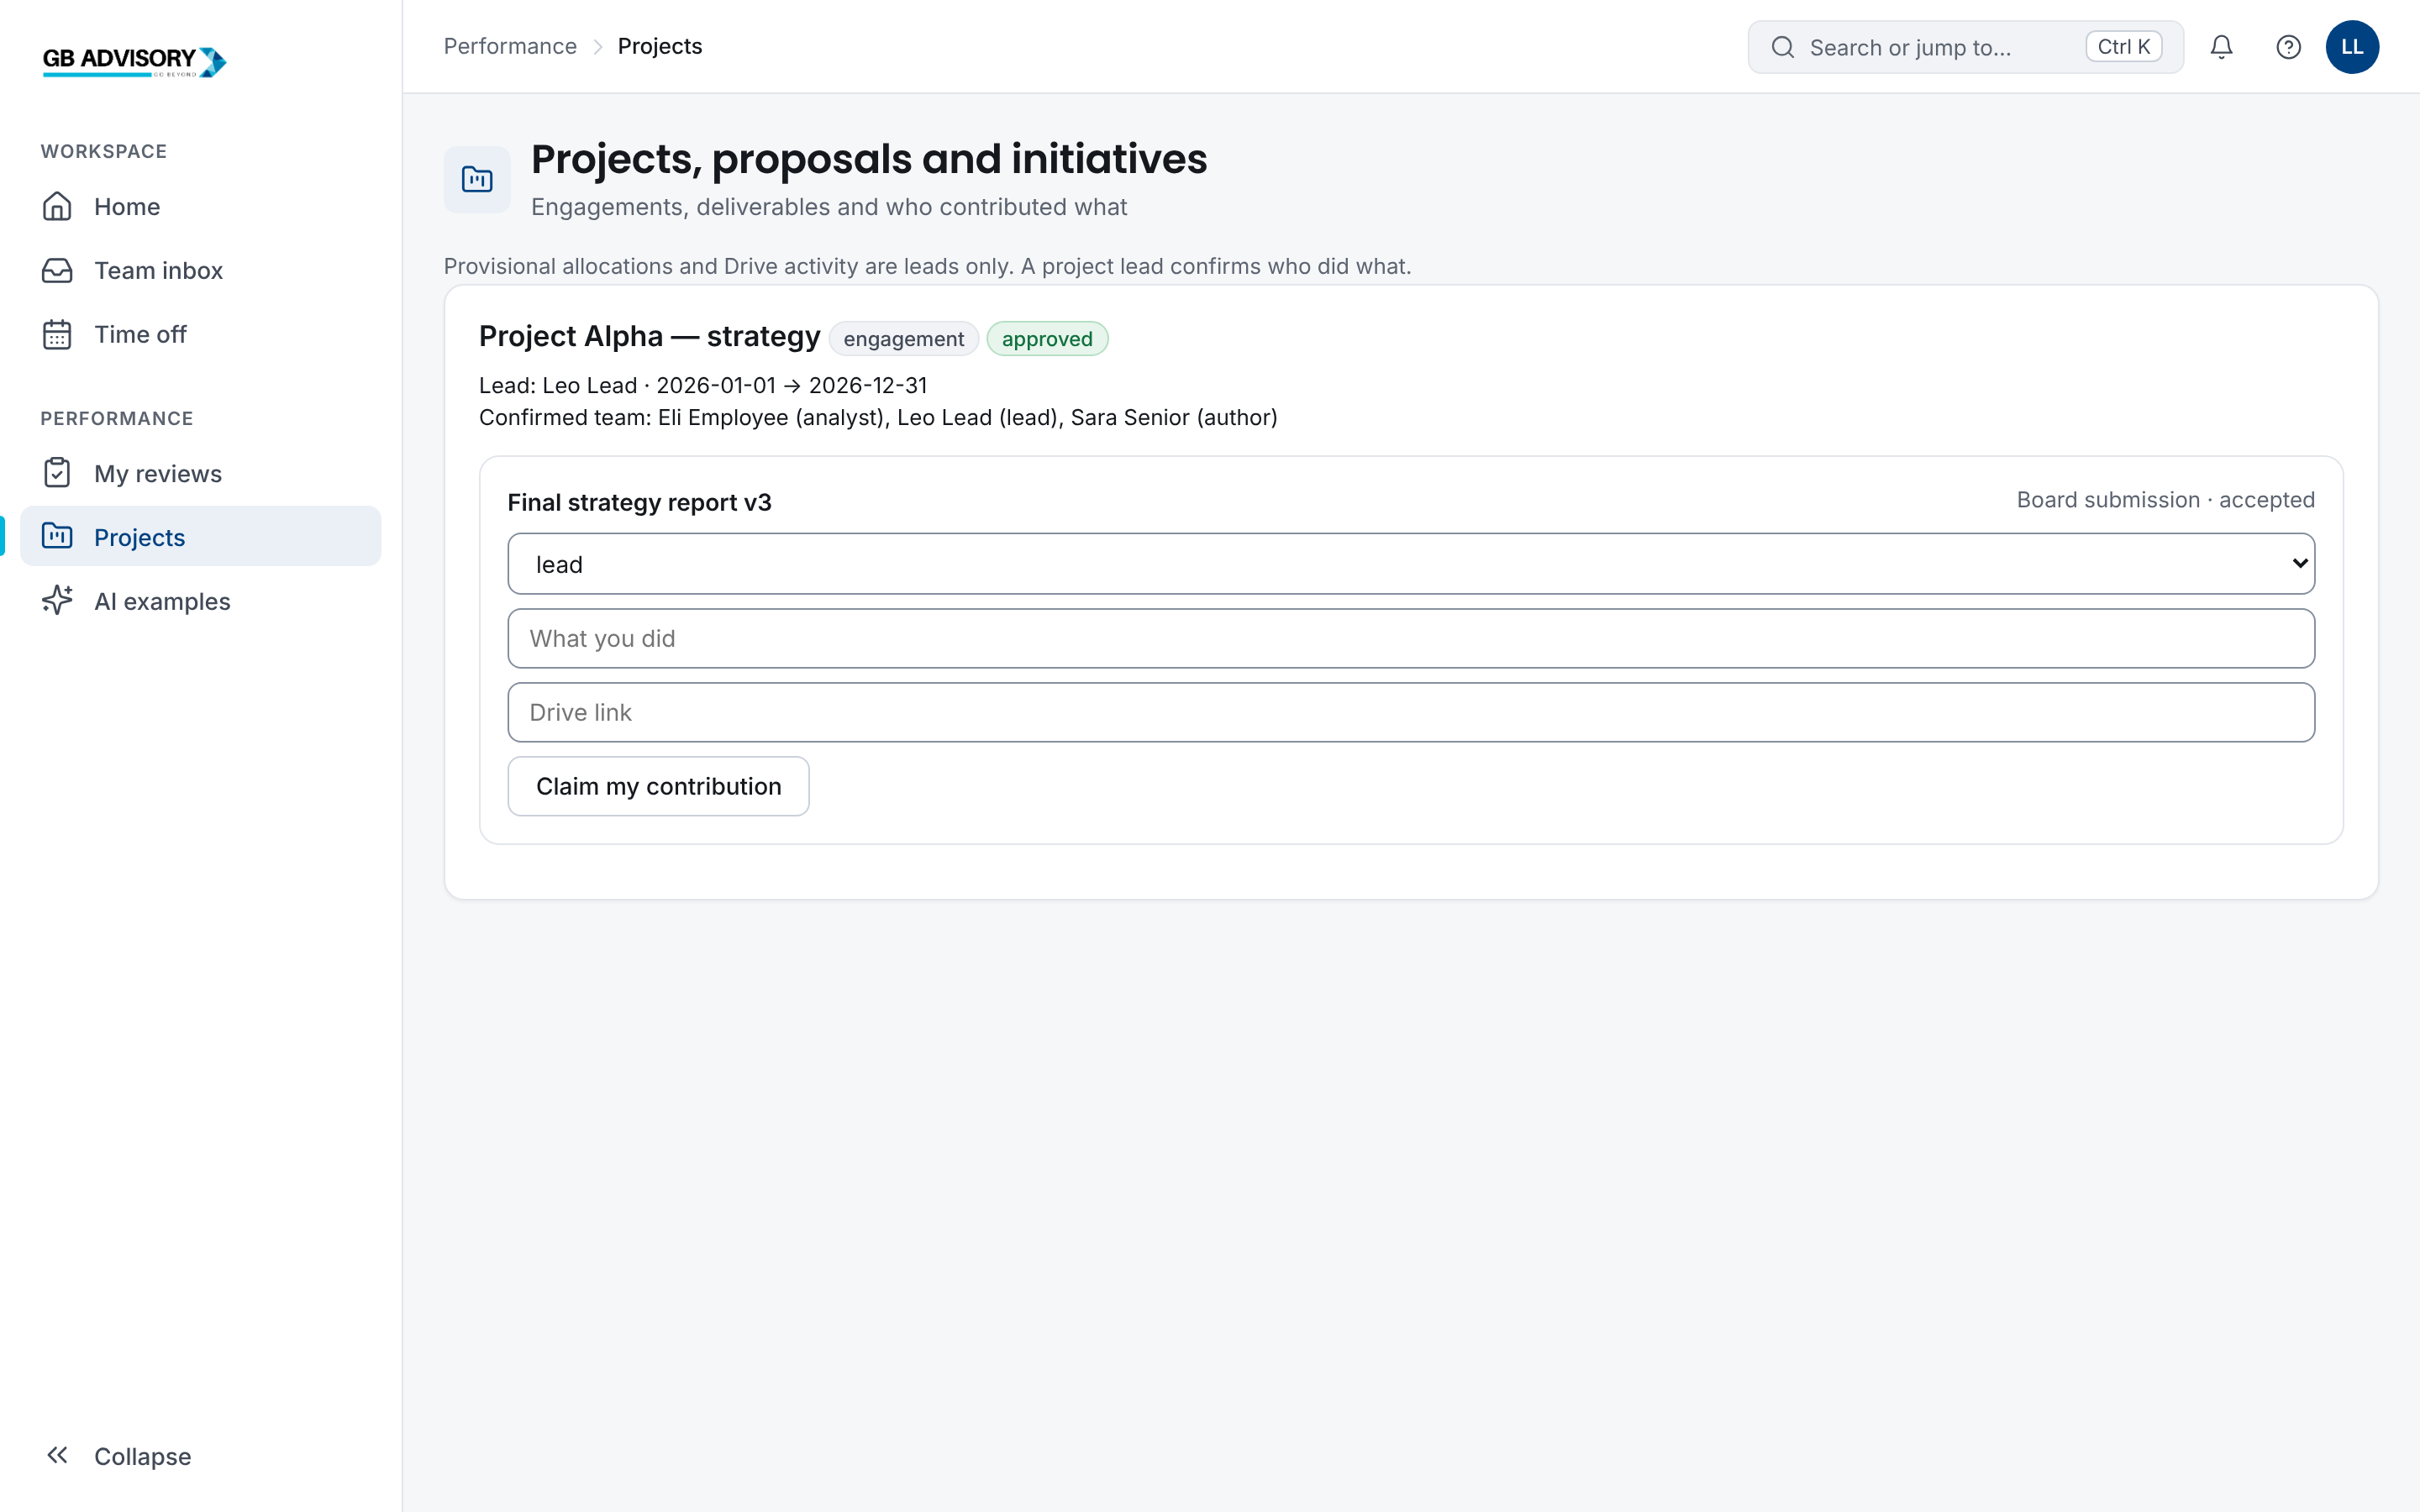 GB ADVISORY
GO BEYOND
WORKSPACE
Home
Team inbox
Time off
PERFORMANCE
My reviews
Projects
AI examples
Collapse
Performance > Projects
Search or jump to...
Ctrl K
LL
Projects, proposals and initiatives
Engagements, deliverables and who contributed what
Provisional allocations and Drive activity are leads only. A project lead confirms who did what.
Project Alpha — strategy engagement approved
Lead: Leo Lead · 2026-01-01 → 2026-12-31
Confirmed team: Eli Employee (analyst), Leo Lead (lead), Sara Senior (author)
Final strategy report v3
Board submission · accepted
lead
What you did
Drive link
Claim my contribution